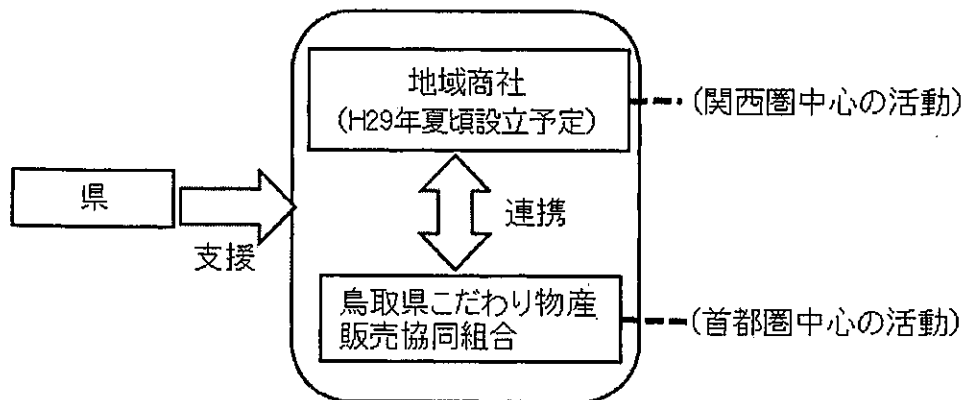 地域商社
(H29年夏頃設立予定)
(関西圏中心の活動)
県
支援
連携
鳥取県こだわり物産
販売協同組合
(首都圏中心の活動)